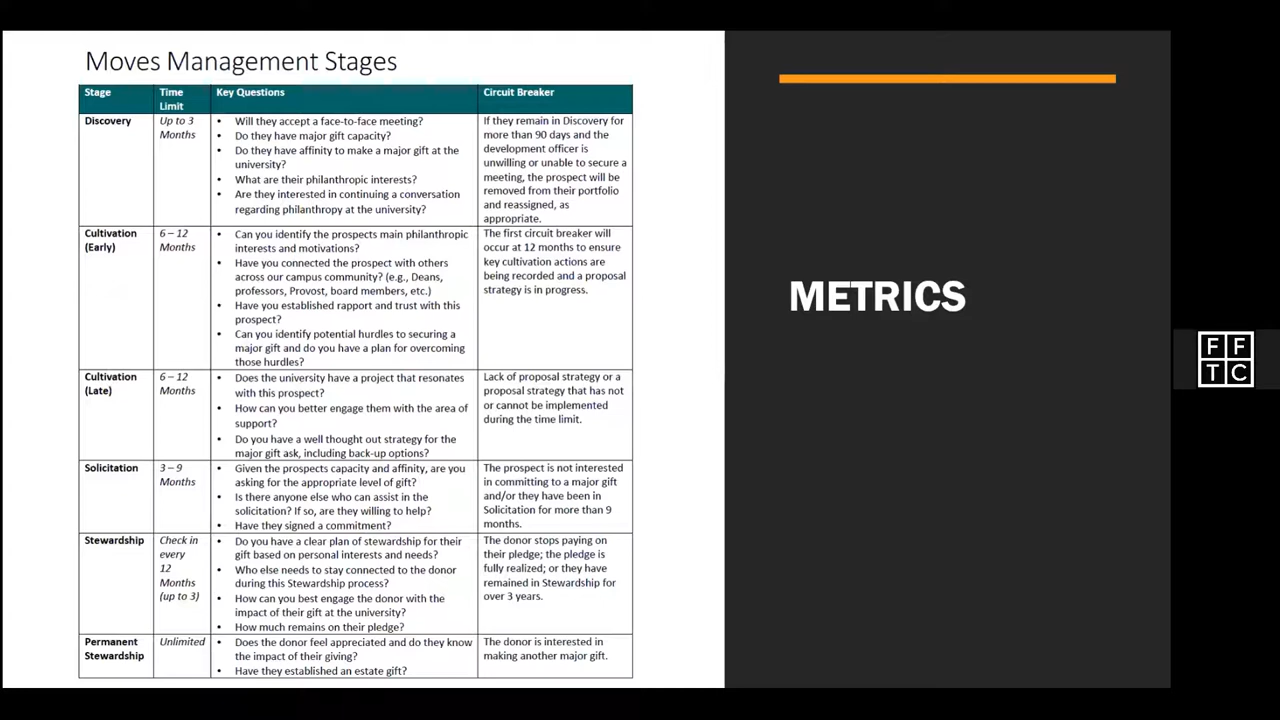 Moves Management Stages
Stage
Time
Limit
Key Questions
Circuit Breaker
Discovery
Up to 3
Months
• Will they accept a face-to-face meeting?
• Do they have major gift capacity?
• Do they have affinity to make a major gift at the
university?
• What are their philanthropic interests?
• Are they interested in continuing a conversation
regarding philanthropy at the university?
If they remain in Discovery for
more than 90 days and the
development officer is
unwilling or unable to secure a
meeting, the prospect will be
removed from their portfolio
and reassigned, as
appropriate.
Cultivation
(Early)
6 – 12
Months
• Can you identify the prospects main philanthropic
interests and motivations?
• Have you connected the prospect with others
across our campus community? (e.g., Deans,
professors, Provost, board members, etc.)
• Have you established rapport and trust with this
prospect?
• Can you identify potential hurdles to securing a
major gift and do you have a plan for overcoming
those hurdles?
The first circuit breaker will
occur at 12 months to ensure
key cultivation actions are
being recorded and a proposal
strategy is in progress.
Cultivation
(Late)
6 – 12
Months
• Does the university have a project that resonates
with this prospect?
• How can you better engage them with the area of
support?
• Do you have a well thought out strategy for the
major gift ask, including back-up options?
Lack of proposal strategy or a
proposal strategy that has not
or cannot be implemented
during the time limit.
Solicitation
3 – 9
Months
• Given the prospects capacity and affinity, are you
asking for the appropriate level of gift?
• Is there anyone else who can assist in the
solicitation? If so, are they willing to help?
• Have they signed a commitment?
The prospect is not interested
in committing to a major gift
and/or they have been in
Solicitation for more than 9
months.
Stewardship
Check in
every
12
Months
(up to 3)
• Do you have a clear plan of stewardship for their
gift based on personal interests and needs?
• Who else needs to stay connected to the donor
during this Stewardship process?
• How can you best engage the donor with the
impact of their gift at the university?
• How much remains on their pledge?
The donor stops paying on
their pledge; the pledge is
fully realized; or they have
remained in Stewardship for
over 3 years.
Permanent
Stewardship
Unlimited
• Does the donor feel appreciated and do they know
the impact of their giving?
• Have they established an estate gift?
The donor is interested in
making another major gift.
METRICS
F F
T C